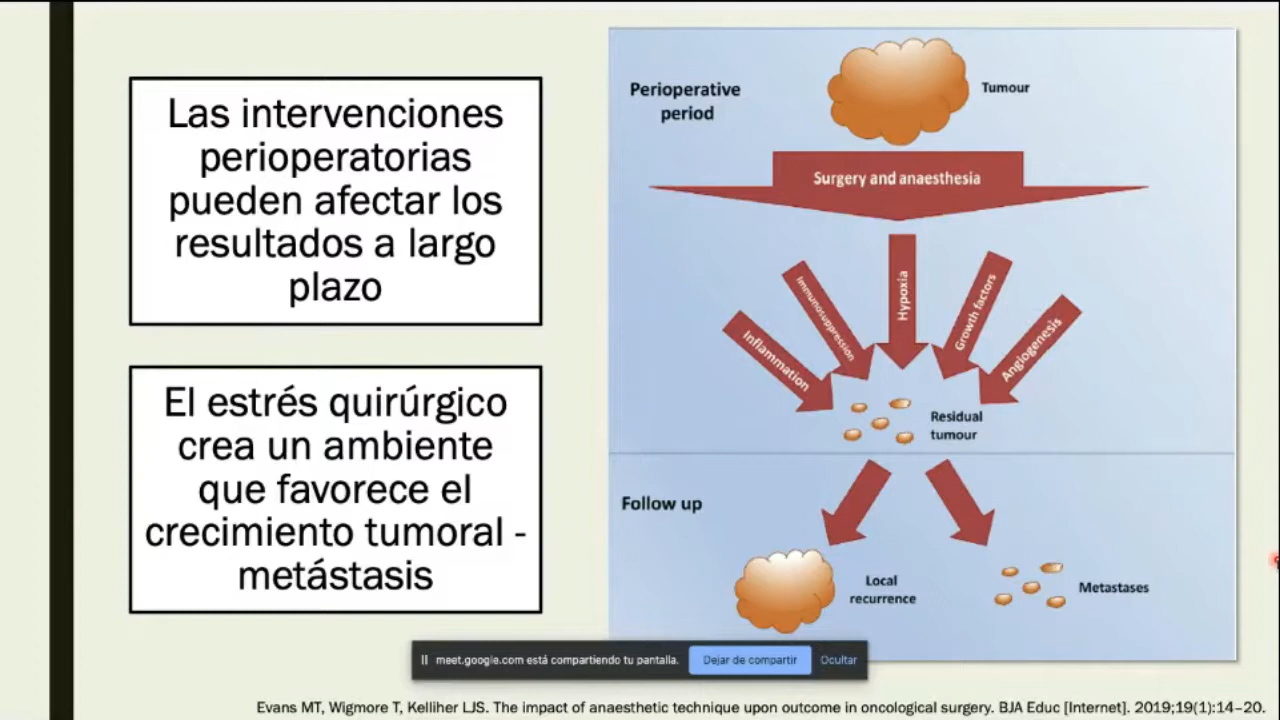 Las intervenciones
perioperatorias
pueden afectar los
resultados a largo
plazo
El estrés quirúrgico
crea un ambiente
que favorece el
crecimiento tumoral -
metástasis
Perioperative
period
Tumour
Surgery and anaesthesia
Inflammation
Immunosuppression
Hypoxia
Growth factors
Angiogenesis
Residual
tumour
Follow up
Local
recurrence
Metastases
meet.google.com está compartiendo tu pantalla.
Dejar de compartir
Ocultar
Evans MT, Wigmore T, Kelliher LJS. The impact of anaesthetic technique upon outcome in oncological surgery. BJA Educ [Internet]. 2019;19(1):14–20.